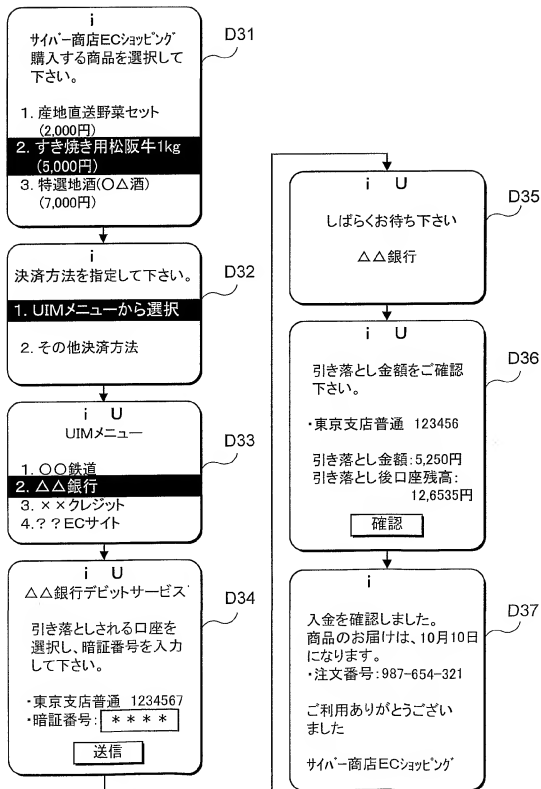 i
サイバー商店ECショッピング
購入する商品を選択して
下さい。
1. 産地直送野菜セット
(2,000円)
2. すき焼き用松阪牛1kg
(5,000円)
3. 特選地酒(〇△酒)
(7,000円)
D31
i
決済方法を指定して下さい。
1. UIMメニューから選択
2. その他決済方法
D32
i U
UIMメニュー
1. 〇〇鉄道
2. △△銀行
3. ××クレジット
4.??ECサイト
D33
i U
△△銀行デビットサービス
引き落としされる口座を
選択し、暗証番号を入力
して下さい。
・東京支店普通 1234567
・暗証番号: ****
送信
D34
i U
しばらくお待ち下さい
△△銀行
D35
i U
引き落とし金額をご確認
下さい。
・東京支店普通 123456
引き落とし金額:5,250円
引き落とし後口座残高:
12,6535円
確認
D36
i
入金を確認しました。
商品のお届けは、10月10日
になります。
・注文番号:987-654-321
ご利用ありがとうござい
ました
サイバー商店ECショッピング
D37